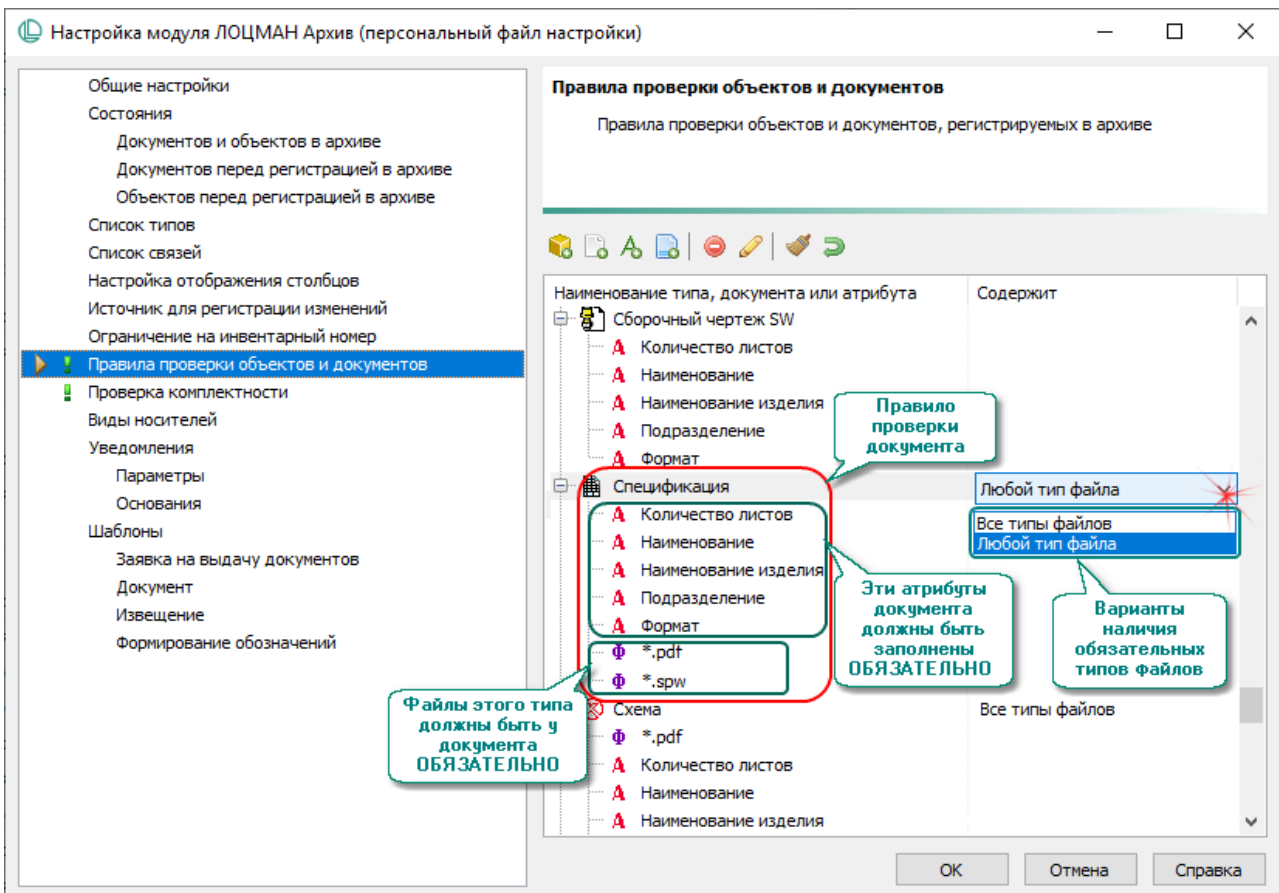 Настройка модуля ЛОЦМАН Архив (персональный файл настройки)
Общие настройки
Состояния
Документов и объектов в архиве
Документов перед регистрацией в архиве
Объектов перед регистрацией в архиве
Список типов
Список связей
Настройка отображения столбцов
Источник для регистрации изменений
Ограничение на инвентарный номер
Правила проверки объектов и документов
Проверка комплектности
Виды носителей
Уведомления
Параметры
Основания
Шаблоны
Заявка на выдачу документов
Документ
Извещение
Формирование обозначений
Правила проверки объектов и документов
Правила проверки объектов и документов, регистрируемых в архиве
Наименование типа, документа или атрибута
Содержит
Сборочный чертеж SW
А Количество листов
А Наименование
А Наименование изделия
А Подразделение
А Формат
Правило
проверки
документа
Спецификация
Любой тип файла
Все типы файлов
Любой тип файла
А Количество листов
А Наименование
А Наименование изделия
А Подразделение
А Формат
Ф *.pdf
Ф *.spw
Эти атрибуты
документа
должны быть
заполнены
ОБЯЗАТЕЛЬНО
Варианты
наличия
обязательных
типов файлов
Файлы этого типа
должны быть у
документа
ОБЯЗАТЕЛЬНО
Схема
Все типы файлов
Ф *.pdf
А Количество листов
А Наименование
А Наименование изделия
ОК
Отмена
Справка